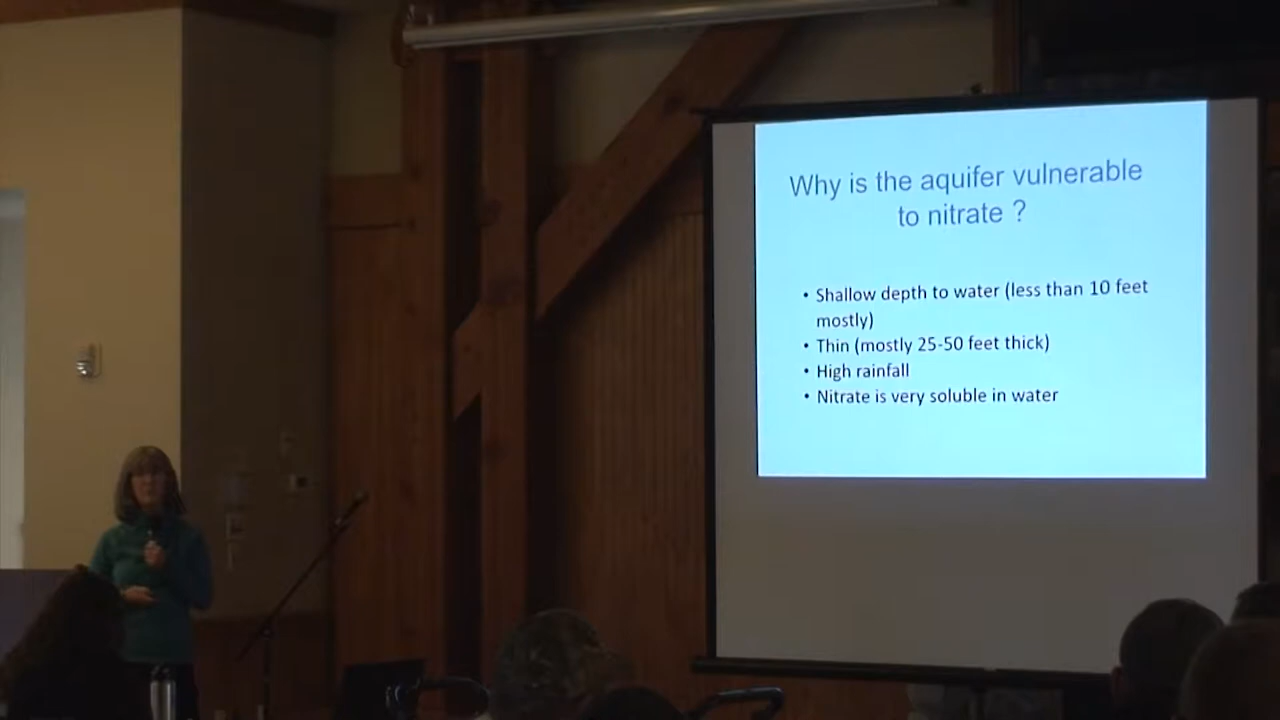 Why is the aquifer vulnerable
to nitrate ?
• Shallow depth to water (less than 10 feet
mostly)
• Thin (mostly 25-50 feet thick)
• High rainfall
• Nitrate is very soluble in water